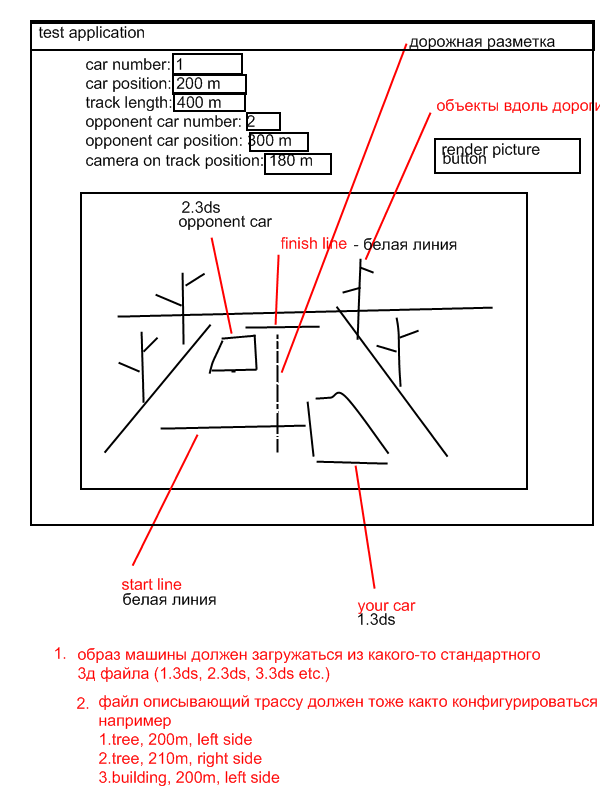 test application
дорожная разметка
car number: 1
car position: 200 m
track length: 400 m
opponent car number: 2
opponent car position: 300 m
camera on track position: 180 m
объекты вдоль дороги
render picture
button
2.3ds
opponent car
finish line - белая линия
start line
белая линия
your car
1.3ds
1. образ машины должен загружаться из какого-то стандартного
3д файла (1.3ds, 2.3ds, 3.3ds etc.)
2. файл описывающий трассу должен тоже както конфигурироваться
например
1.tree, 200m, left side
2.tree, 210m, right side
3.building, 200m, left side